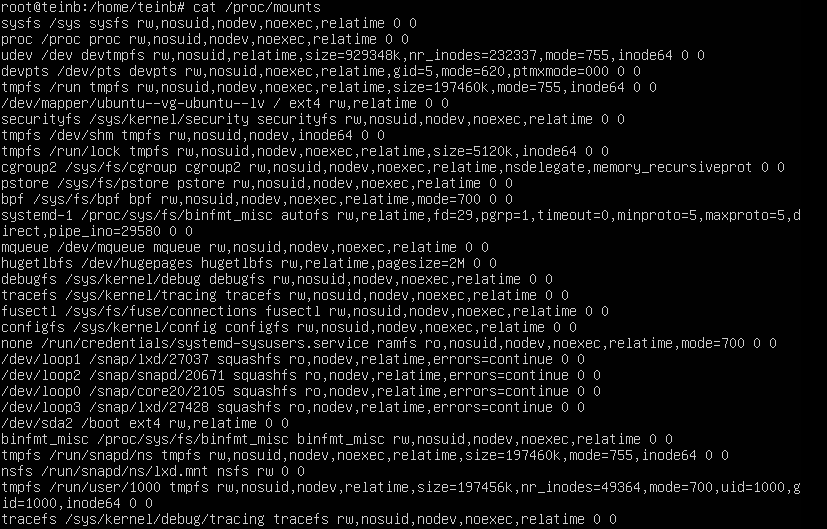 root@teinb:/home/teinb# cat /proc/mounts
sysfs /sys sysfs rw,nosuid,nodev,noexec,relatime 0 0
proc /proc proc rw,nosuid,nodev,noexec,relatime 0 0
udev /dev devtmpfs rw,nosuid,relatime,size=929348k,nr_inodes=232337,mode=755,inode64 0 0
devpts /dev/pts devpts rw,nosuid,noexec,relatime,gid=5,mode=620,ptmxmode=000 0 0
tmpfs /run tmpfs rw,nosuid,nodev,noexec,relatime,size=197460k,mode=755,inode64 0 0
/dev/mapper/ubuntu--vg-ubuntu--lv / ext4 rw,relatime 0 0
securityfs /sys/kernel/security securityfs rw,nosuid,nodev,noexec,relatime 0 0
tmpfs /dev/shm tmpfs rw,nosuid,nodev,inode64 0 0
tmpfs /run/lock tmpfs rw,nosuid,nodev,noexec,relatime,size=5120k,inode64 0 0
cgroup2 /sys/fs/cgroup cgroup2 rw,nosuid,nodev,noexec,relatime,nsdelegate,memory_recursiveprot 0 0
pstore /sys/fs/pstore pstore rw,nosuid,nodev,noexec,relatime 0 0
bpf /sys/fs/bpf bpf rw,nosuid,nodev,noexec,relatime,mode=700 0 0
systemd-1 /proc/sys/fs/binfmt_misc autofs rw,relatime,fd=29,pgrp=1,timeout=0,minproto=5,maxproto=5,d
irect,pipe_ino=29580 0 0
mqueue /dev/mqueue mqueue rw,nosuid,nodev,noexec,relatime 0 0
hugetlbfs /dev/hugepages hugetlbfs rw,relatime,pagesize=2M 0 0
debugfs /sys/kernel/debug debugfs rw,nosuid,nodev,noexec,relatime 0 0
tracefs /sys/kernel/tracing tracefs rw,nosuid,nodev,noexec,relatime 0 0
fusectl /sys/fs/fuse/connections fusectl rw,nosuid,nodev,noexec,relatime 0 0
configfs /sys/kernel/config configfs rw,nosuid,nodev,noexec,relatime 0 0
none /run/credentials/systemd-sysusers.service ramfs ro,nosuid,nodev,noexec,relatime,mode=700 0 0
/dev/loop1 /snap/lxd/27037 squashfs ro,nodev,relatime,errors=continue 0 0
/dev/loop2 /snap/snapd/20671 squashfs ro,nodev,relatime,errors=continue 0 0
/dev/loop0 /snap/core20/2105 squashfs ro,nodev,relatime,errors=continue 0 0
/dev/loop3 /snap/lxd/27428 squashfs ro,nodev,relatime,errors=continue 0 0
/dev/sda2 /boot ext4 rw,relatime 0 0
binfmt_misc /proc/sys/fs/binfmt_misc binfmt_misc rw,nosuid,nodev,noexec,relatime 0 0
tmpfs /run/snapd/ns tmpfs rw,nosuid,nodev,noexec,relatime,size=197460k,mode=755,inode64 0 0
nsfs /run/snapd/ns/lxd.mnt nsfs rw 0 0
tmpfs /run/user/1000 tmpfs rw,nosuid,nodev,relatime,size=197456k,nr_inodes=49364,mode=700,uid=1000,g
id=1000,inode64 0 0
tracefs /sys/kernel/debug/tracing tracefs rw,nosuid,nodev,noexec,relatime 0 0